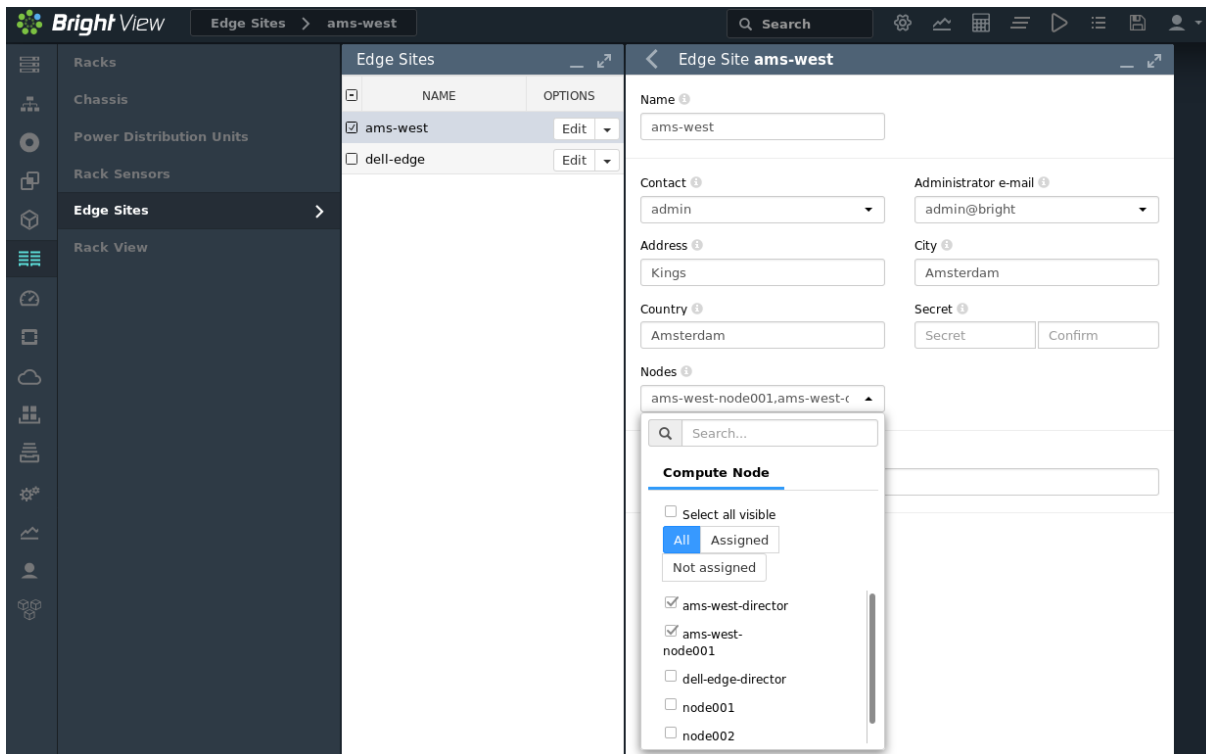 Bright View
Edge Sites > ams-west
Search
Racks
Chassis
Power Distribution Units
Rack Sensors
Edge Sites
Rack View
Edge Sites
NAME OPTIONS
ams-west Edit
dell-edge Edit
Edge Site ams-west
Name
ams-west
Contact Administrator e-mail
admin admin@bright
Address City
Kings Amsterdam
Country Secret
Amsterdam Secret Confirm
Nodes
ams-west-node001,ams-west-
Search...
Compute Node
Select all visible
All Assigned
Not assigned
ams-west-director
ams-west-
node001
dell-edge-director
node001
node002